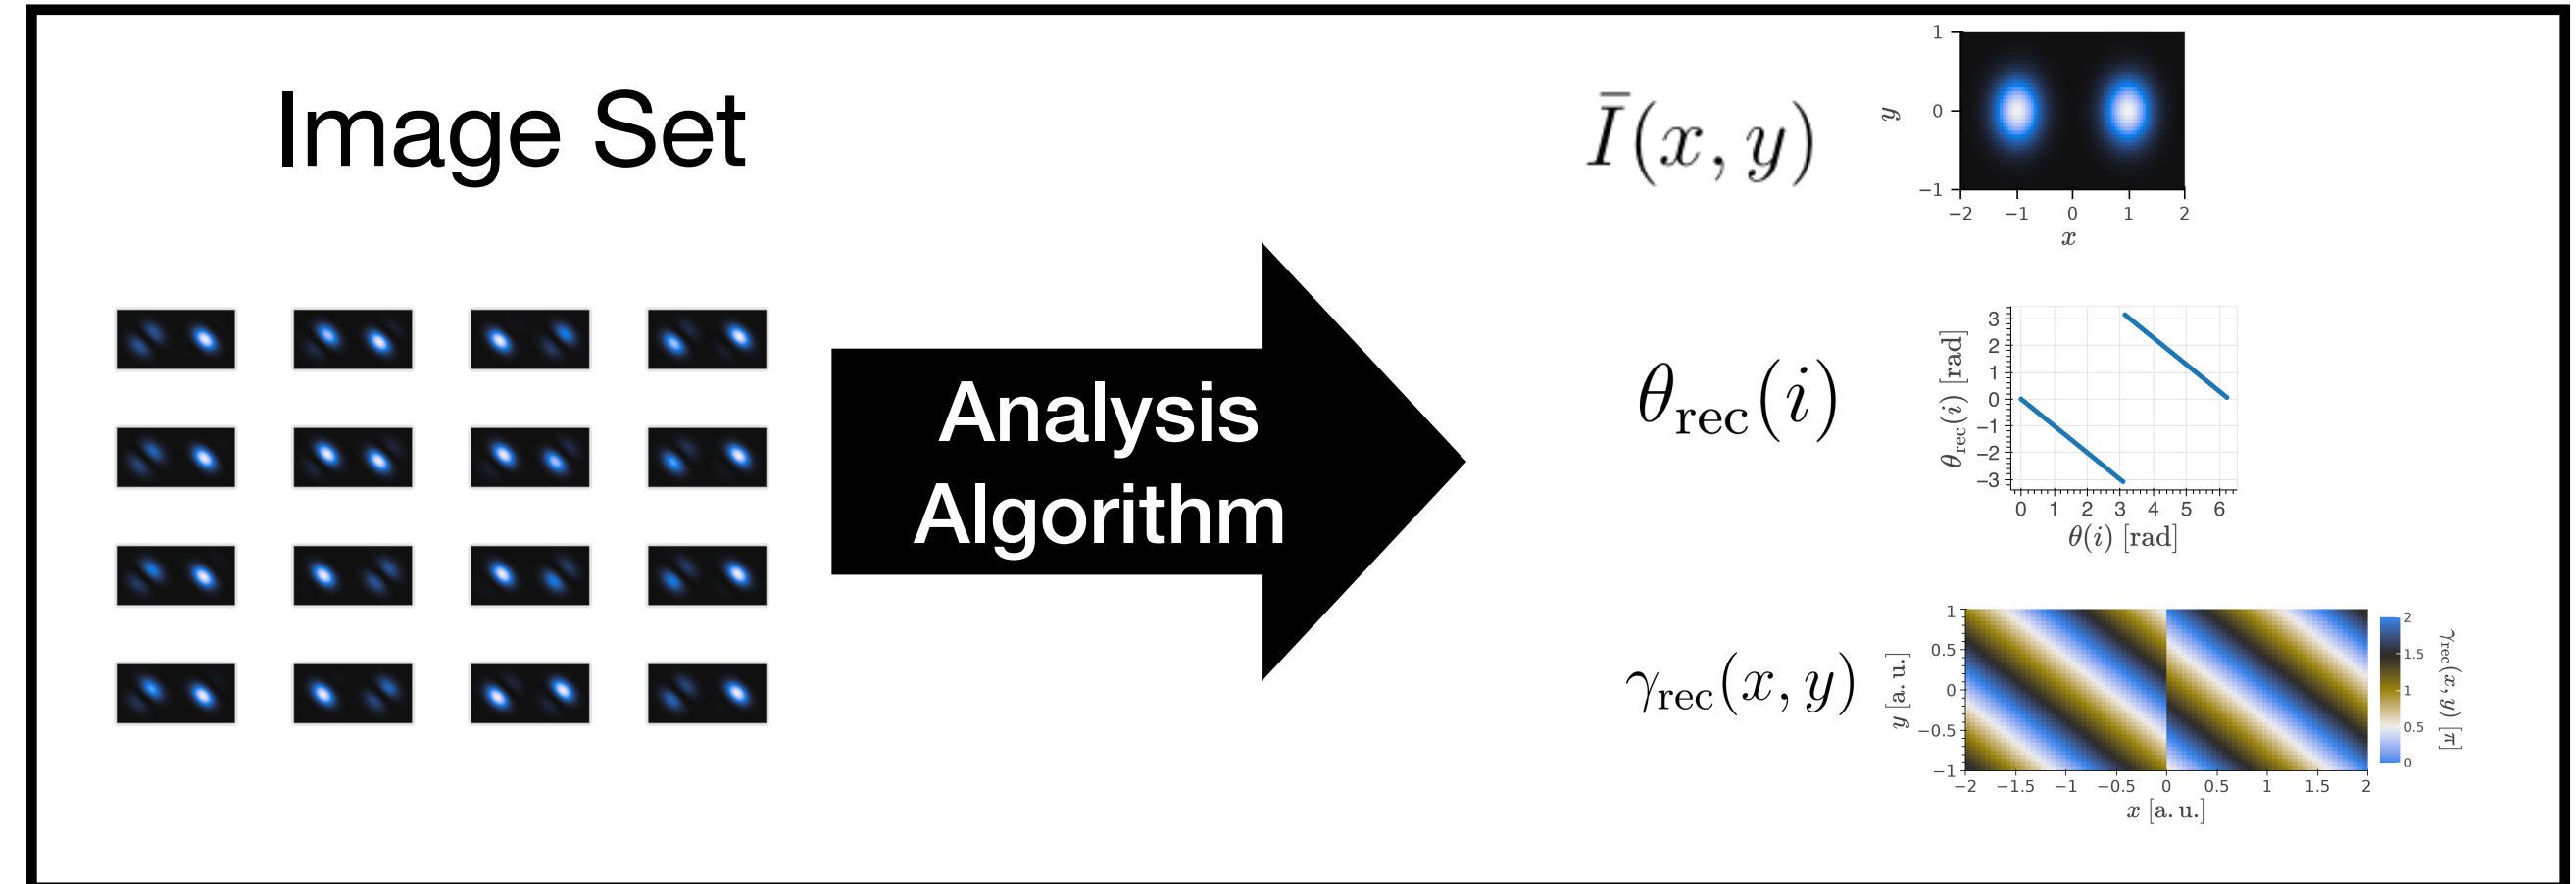 Image Set
Analysis
Algorithm
Ī(x, y)
1
0
−1
y
−2 −1 0 1 2
x
θrec(i)
3
2
1
0
−1
−2
−3
θrec(i) [rad]
0 1 2 3 4 5 6
θ(i) [rad]
γrec(x, y)
1
0.5
0
−0.5
−1
y [a.u.]
−2 −1.5 −1 −0.5 0 0.5 1 1.5 2
x [a.u.]
2
1.5
1
0.5
0
γrec(x, y) [π]